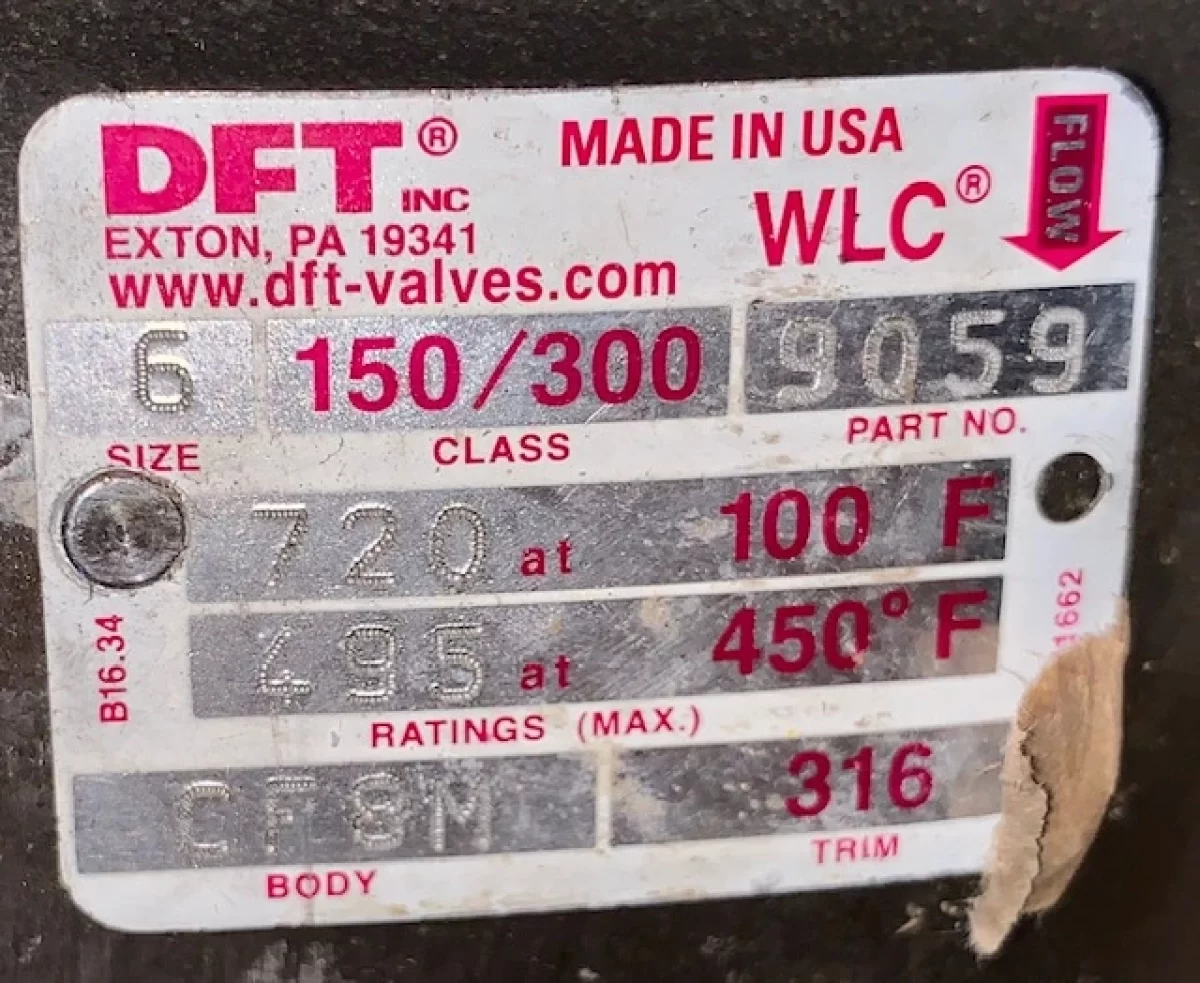 DFT® INC
MADE IN USA
EXTON, PA 19341
www.dft-valves.com
WLC®
FLOW
6 150/300 9059
SIZE CLASS PART NO.
720 at 100 F
495 at 450° F
RATINGS (MAX.)
B16.34
1662
CF8M 316
BODY TRIM